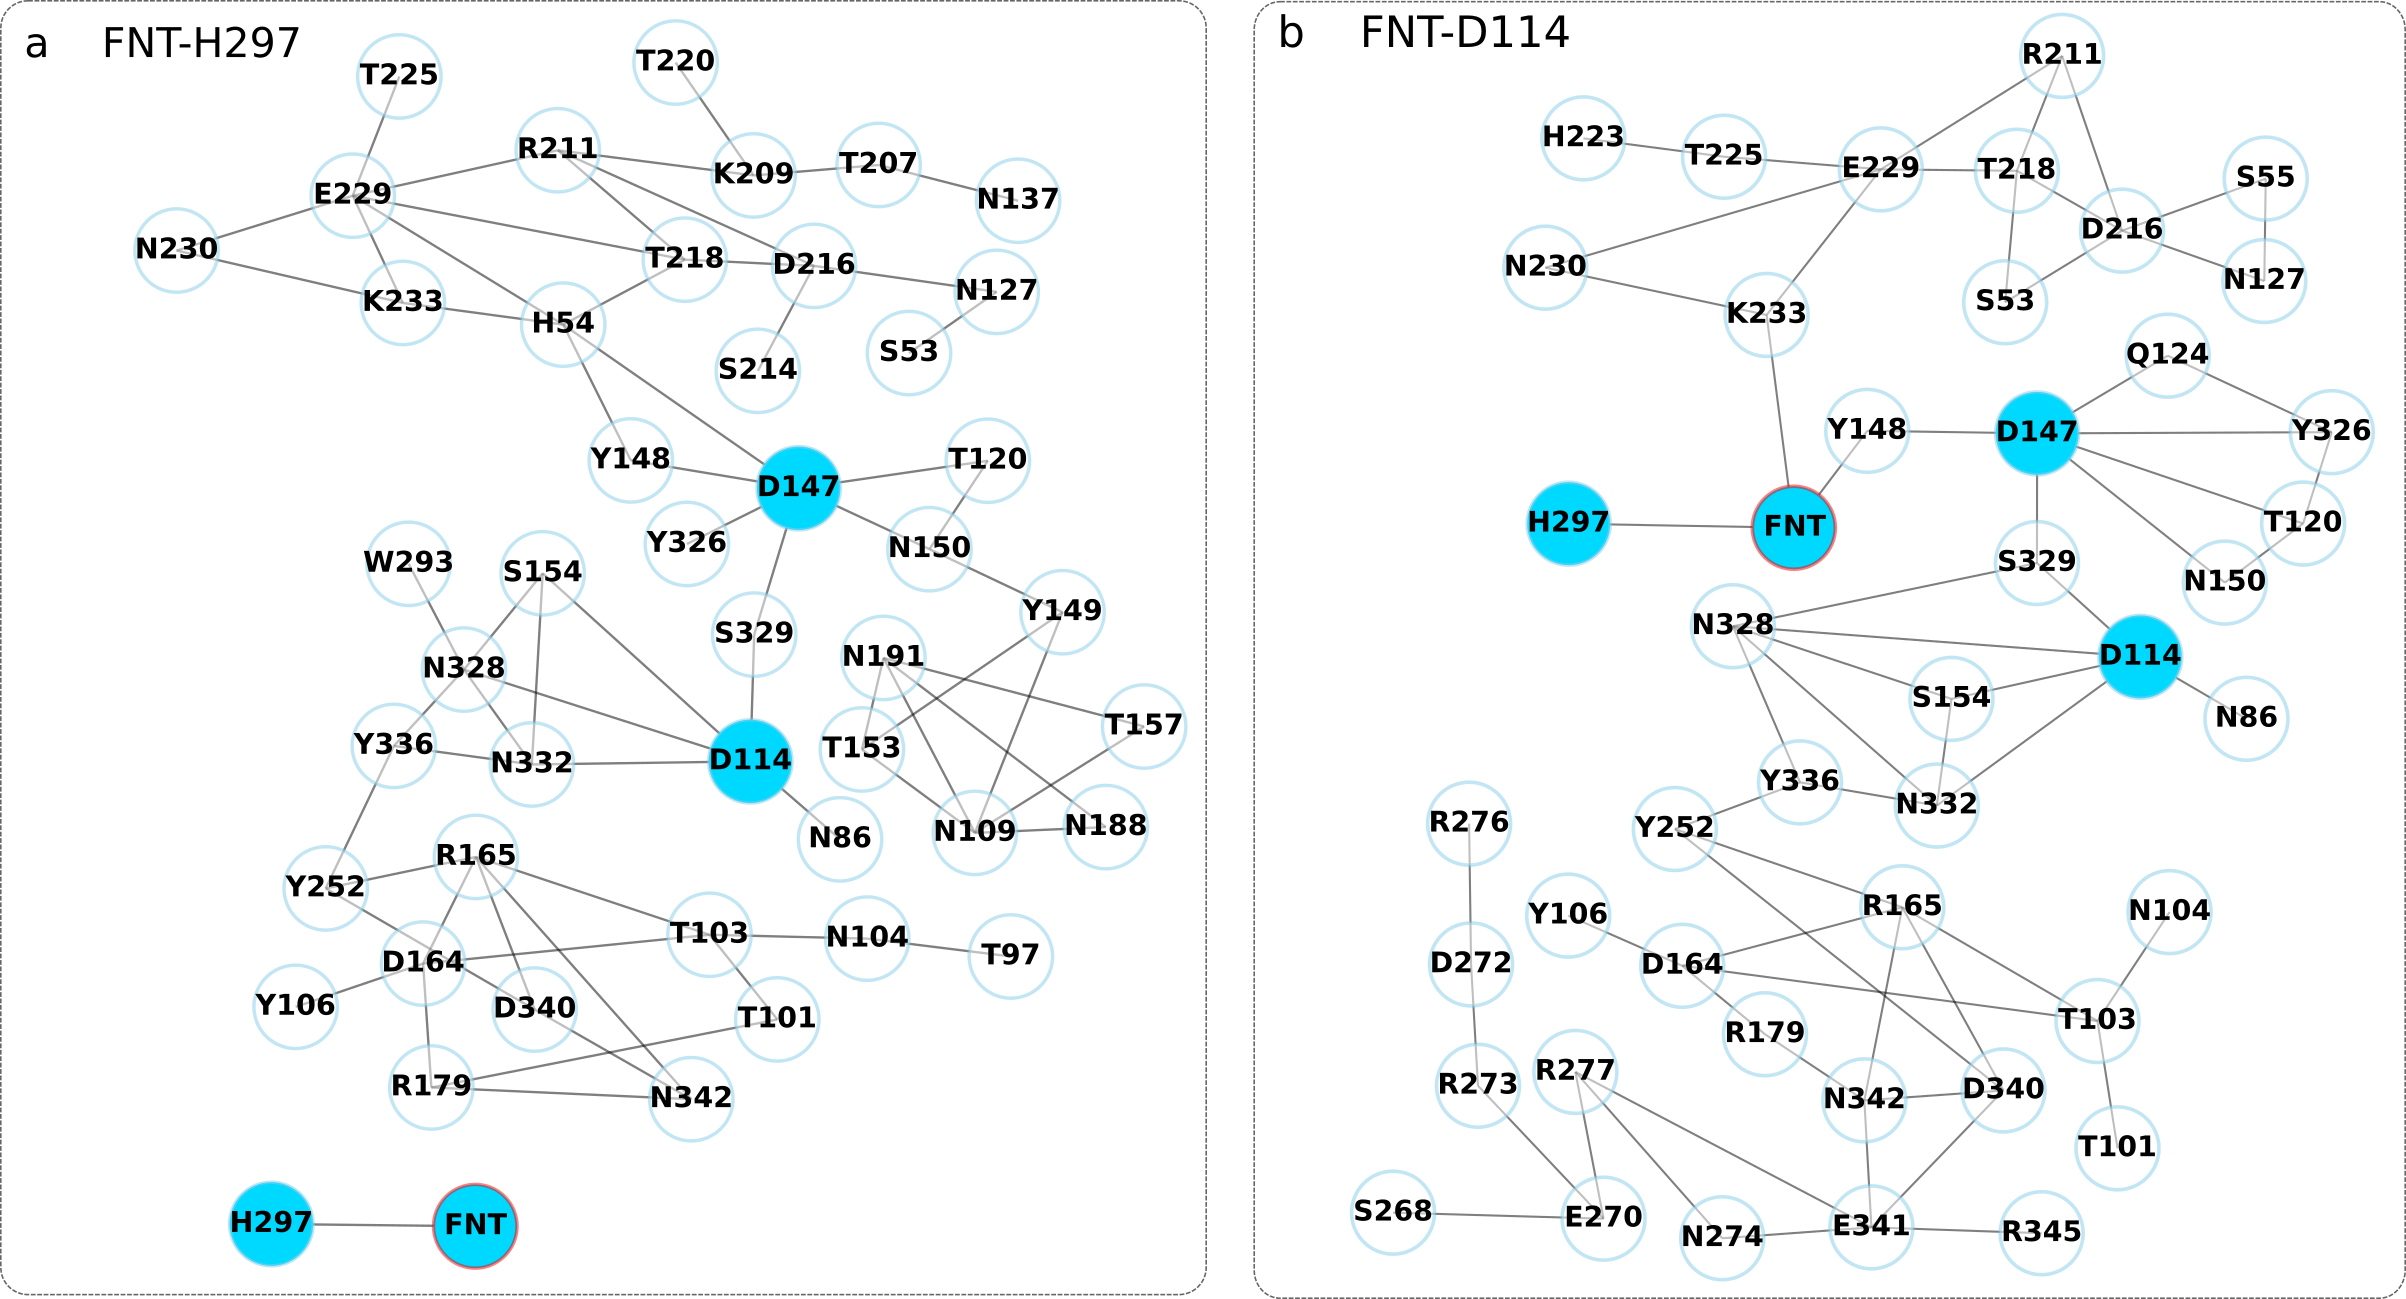 a FNT-H297
T225
T220
R211
K209
T207
N137
E229
N230
T218
D216
N127
K233
H54
S53
S214
Y148
D147
T120
Y326
N150
W293
S154
Y149
S329
N191
N328
T157
Y336
N332
D114
T153
N86
N109
N188
R165
Y252
T103
N104
T97
D164
Y106
D340
T101
R179
N342
H297
FNT
b FNT-D114
R211
H223
T225
E229
T218
S55
D216
N230
N127
K233
S53
Q124
Y148
D147
Y326
H297
FNT
T120
S329
N150
N328
D114
S154
N86
Y336
N332
R276
Y252
Y106
R165
N104
D272
D164
R179
T103
R273
R277
N342
D340
T101
S268
E270
N274
E341
R345